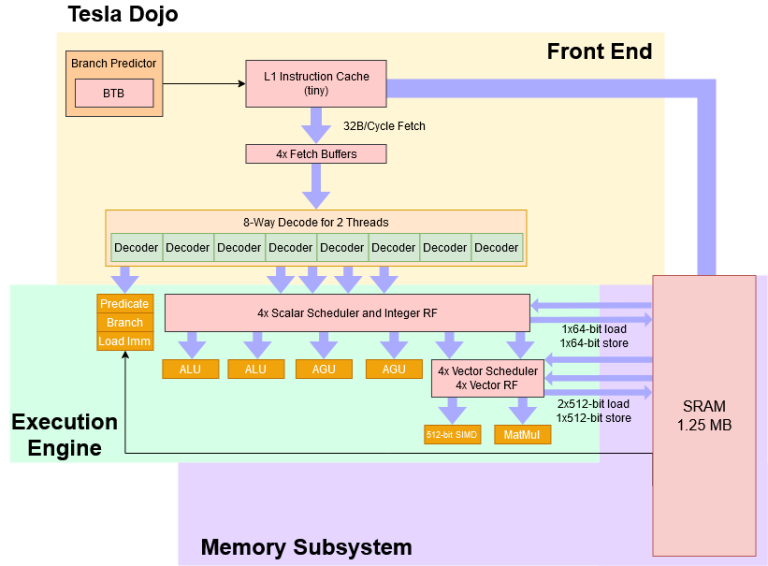 Tesla Dojo
Front End
Branch Predictor
BTB
L1 Instruction Cache
(tiny)
32B/Cycle Fetch
4x Fetch Buffers
8-Way Decode for 2 Threads
Decoder
Decoder
Decoder
Decoder
Decoder
Decoder
Decoder
Decoder
Predicate
Branch
Load Imm
4x Scalar Scheduler and Integer RF
1x64-bit load
1x64-bit store
ALU
ALU
AGU
AGU
4x Vector Scheduler
4x Vector RF
2x512-bit load
1x512-bit store
512-bit SIMD
MatMul
SRAM
1.25 MB
Execution
Engine
Memory Subsystem